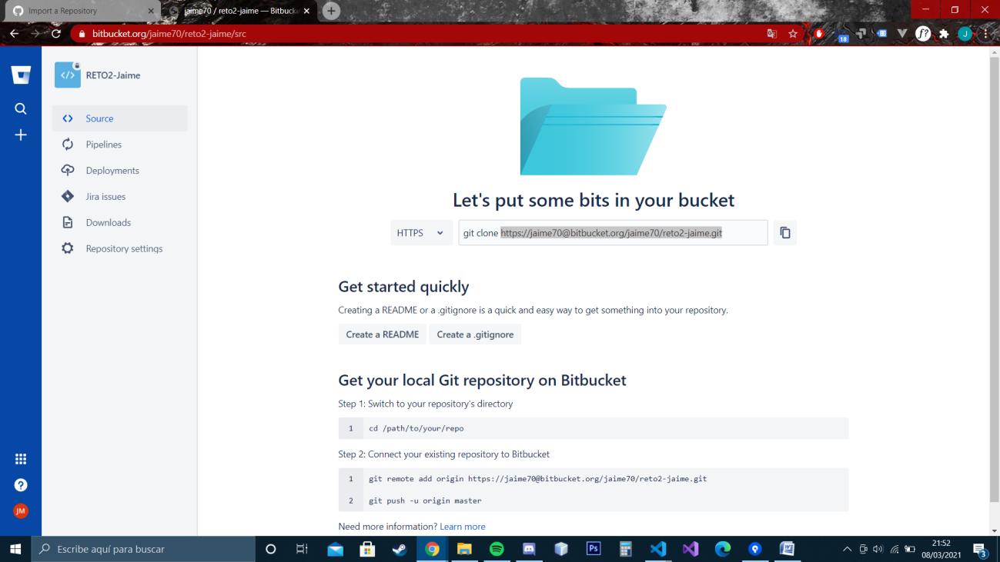 Import a Repository
jaime70 / reto2-jaime — Bitbuck
bitbucket.org/jaime70/reto2-jaime/src
18
f?
J
RETO2-Jaime
Source
Pipelines
Deployments
Jira issues
Downloads
Repository settings
JM
Let's put some bits in your bucket
HTTPS
git clone https://jaime70@bitbucket.org/jaime70/reto2-jaime.git
Get started quickly
Creating a README or a .gitignore is a quick and easy way to get something into your repository.
Create a README
Create a .gitignore
Get your local Git repository on Bitbucket
Step 1: Switch to your repository's directory
1 cd /path/to/your/repo
Step 2: Connect your existing repository to Bitbucket
1 git remote add origin https://jaime70@bitbucket.org/jaime70/reto2-jaime.git
2 git push -u origin master
Need more information? Learn more
Escribe aquí para buscar
Ps
21:52
08/03/2021
3